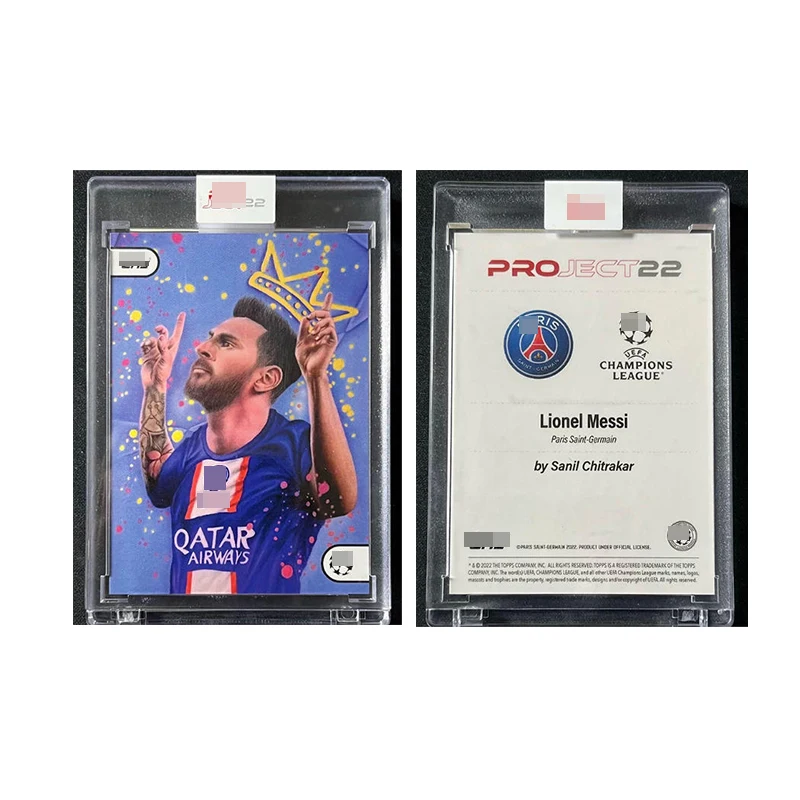 JECT22
QATAR
AIRWAYS
PROJECT22
SAINT-GERMAIN
UEFA
CHAMPIONS
LEAGUE
Lionel Messi
Paris Saint-Germain
by Sanil Chitrakar
©PARIS SAINT-GERMAIN 2022. PRODUCT UNDER OFFICIAL LICENSE.
® & © 2022 THE TOPPS COMPANY, INC. ALL RIGHTS RESERVED. TOPPS IS A REGISTERED TRADEMARK OF THE TOPPS
COMPANY, INC. The word(s) UEFA, CHAMPIONS LEAGUE, and all other UEFA Champions League marks, names, logos,
mascots and trophies are the property, registered trade marks, designs and/or copyright of UEFA. All rights reserved.